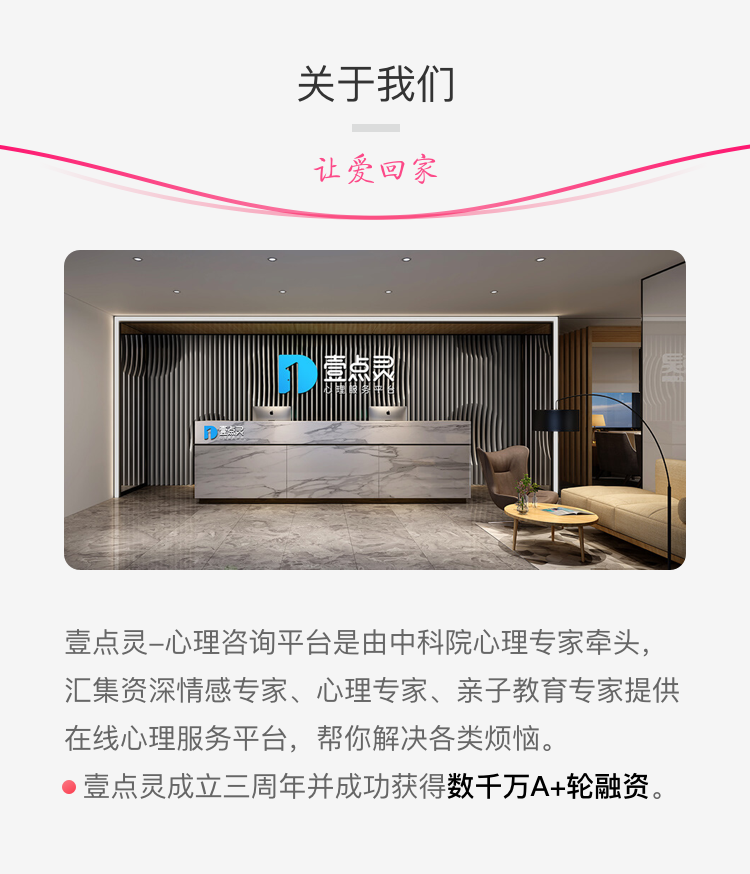 关于我们
让爱回家
壹点灵
心理服务平台
壹点灵
壹点灵–心理咨询平台是由中科院心理专家牵头，
汇集资深情感专家、心理专家、亲子教育专家提供
在线心理服务平台，帮你解决各类烦恼。
壹点灵成立三周年并成功获得数千万A+轮融资。